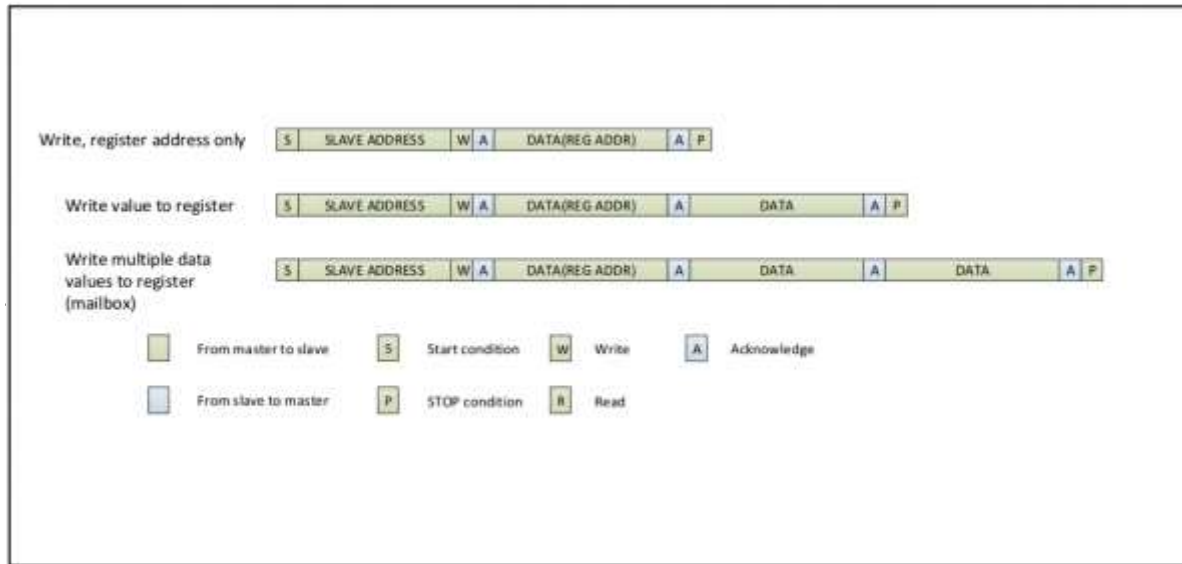 Write, register address only S SLAVE ADDRESS W A DATA(REG ADDR) A P
Write value to register S SLAVE ADDRESS W A DATA(REG ADDR) A DATA A P
Write multiple data
values to register
(mailbox)
S SLAVE ADDRESS W A DATA(REG ADDR) A DATA A DATA A P
From master to slave S Start condition W Write A Acknowledge
From slave to master P STOP condition R Read